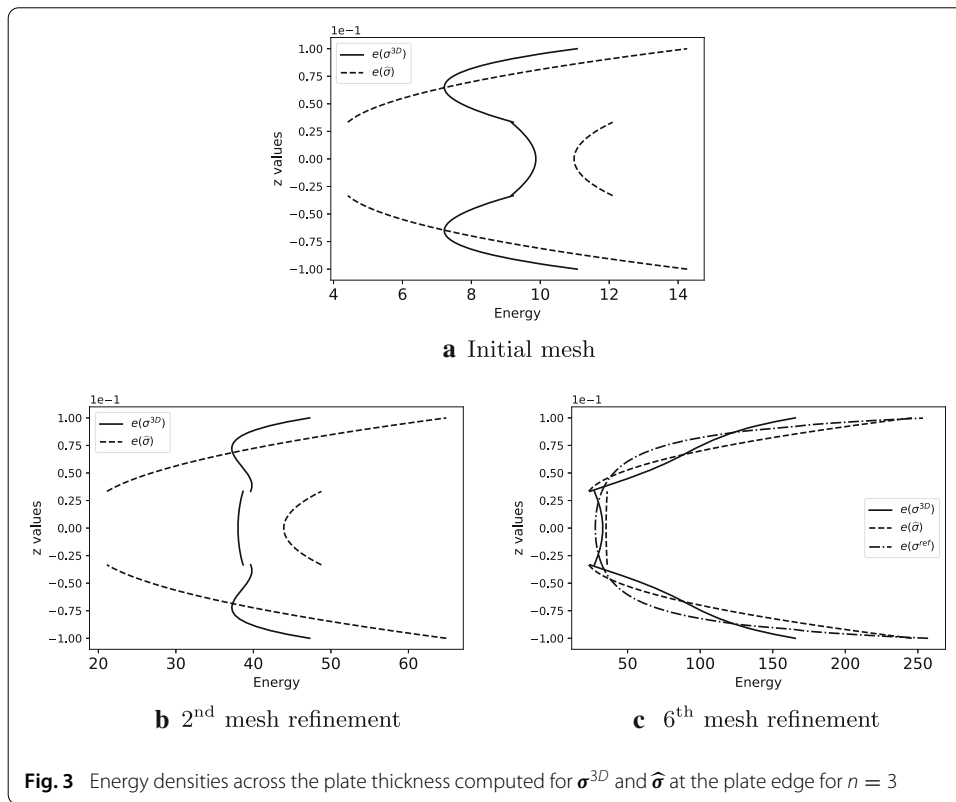 1e−1
e(σ^{3D})
e(σ̂)
1.00
0.75
0.50
0.25
0.00
−0.25
−0.50
−0.75
−1.00
z values
4 6 8 10 12 14
Energy
a Initial mesh
1e−1
e(σ^{3D})
e(σ̂)
1.00
0.75
0.50
0.25
0.00
−0.25
−0.50
−0.75
−1.00
z values
20 30 40 50 60
Energy
b 2^{nd} mesh refinement
1e−1
1.00
0.75
0.50
0.25
0.00
−0.25
−0.50
−0.75
−1.00
z values
e(σ^{3D})
e(σ̂)
e(σ^{ref})
50 100 150 200 250
Energy
c 6^{th} mesh refinement
Fig. 3 Energy densities across the plate thickness computed for σ^{3D} and σ̂ at the plate edge for n = 3